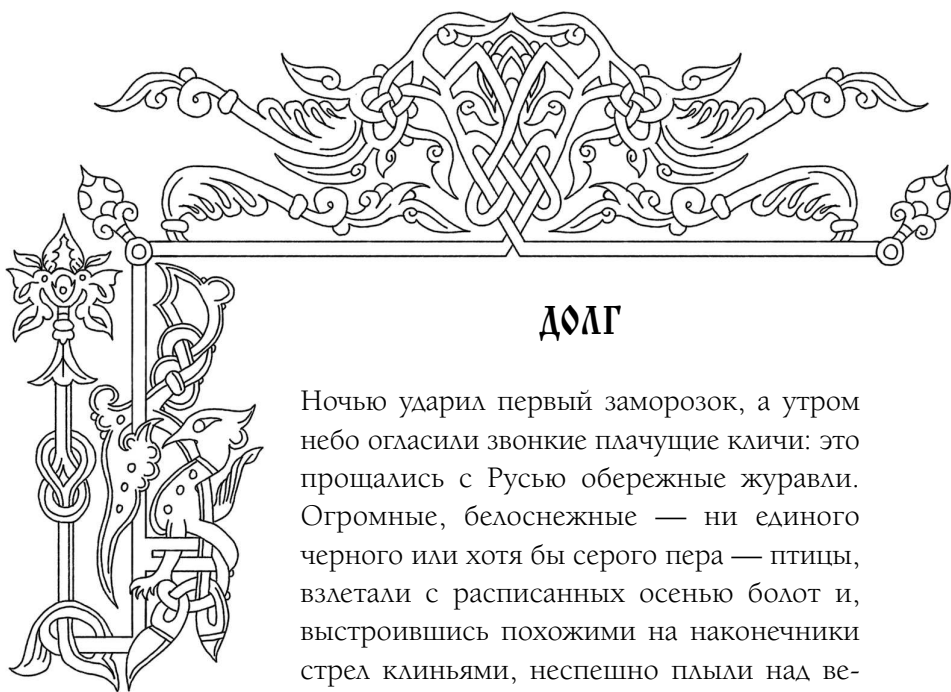 ДОЛГ
Ночью ударил первый заморозок, а утром
небо огласили звонкие плачущие кличи: это
прощались с Русью обережные журавли.
Огромные, белоснежные — ни единого
черного или хотя бы серого пера — птицы,
взлетали с расписанных осенью болот и,
выстроившись похожими на наконечники
стрел клиньями, неспешно плыли над ве-